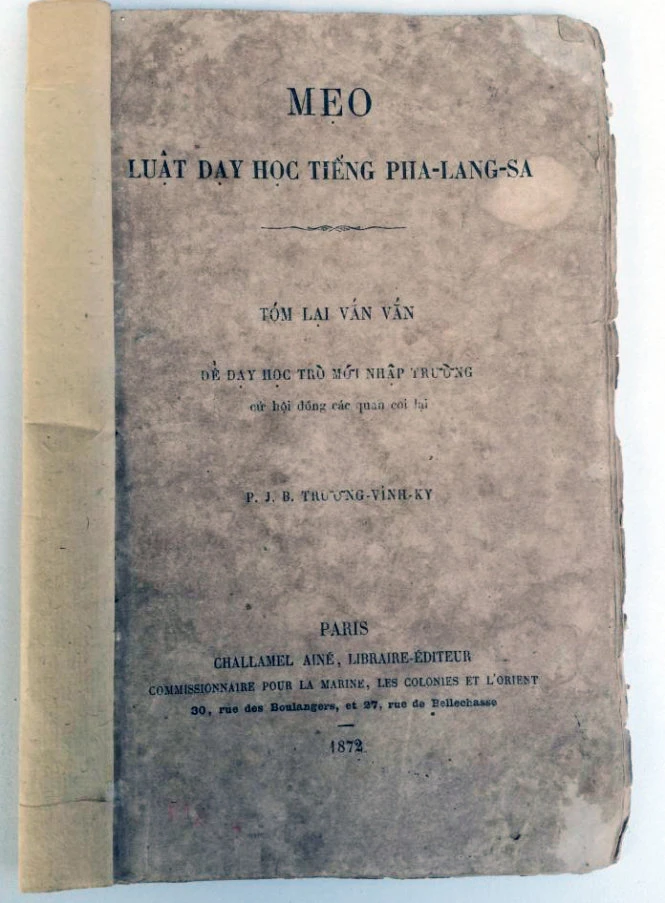 MẸO
LUẬT DẠY HỌC TIẾNG PHA-LANG-SA
TÓM LẠI VẮN VẮN
ĐỂ DẠY HỌC TRÒ MỚI NHẬP TRƯỜNG
cứ hội đồng các quan coi lại
P. J. B. TRƯƠNG-VĨNH-KÝ
PARIS
CHALLAMEL AINÉ, LIBRAIRE-ÉDITEUR
COMMISSIONNAIRE POUR LA MARINE, LES COLONIES ET L'ORIENT
30, rue des Boulangers, et 27, rue de Bellechasse
1872